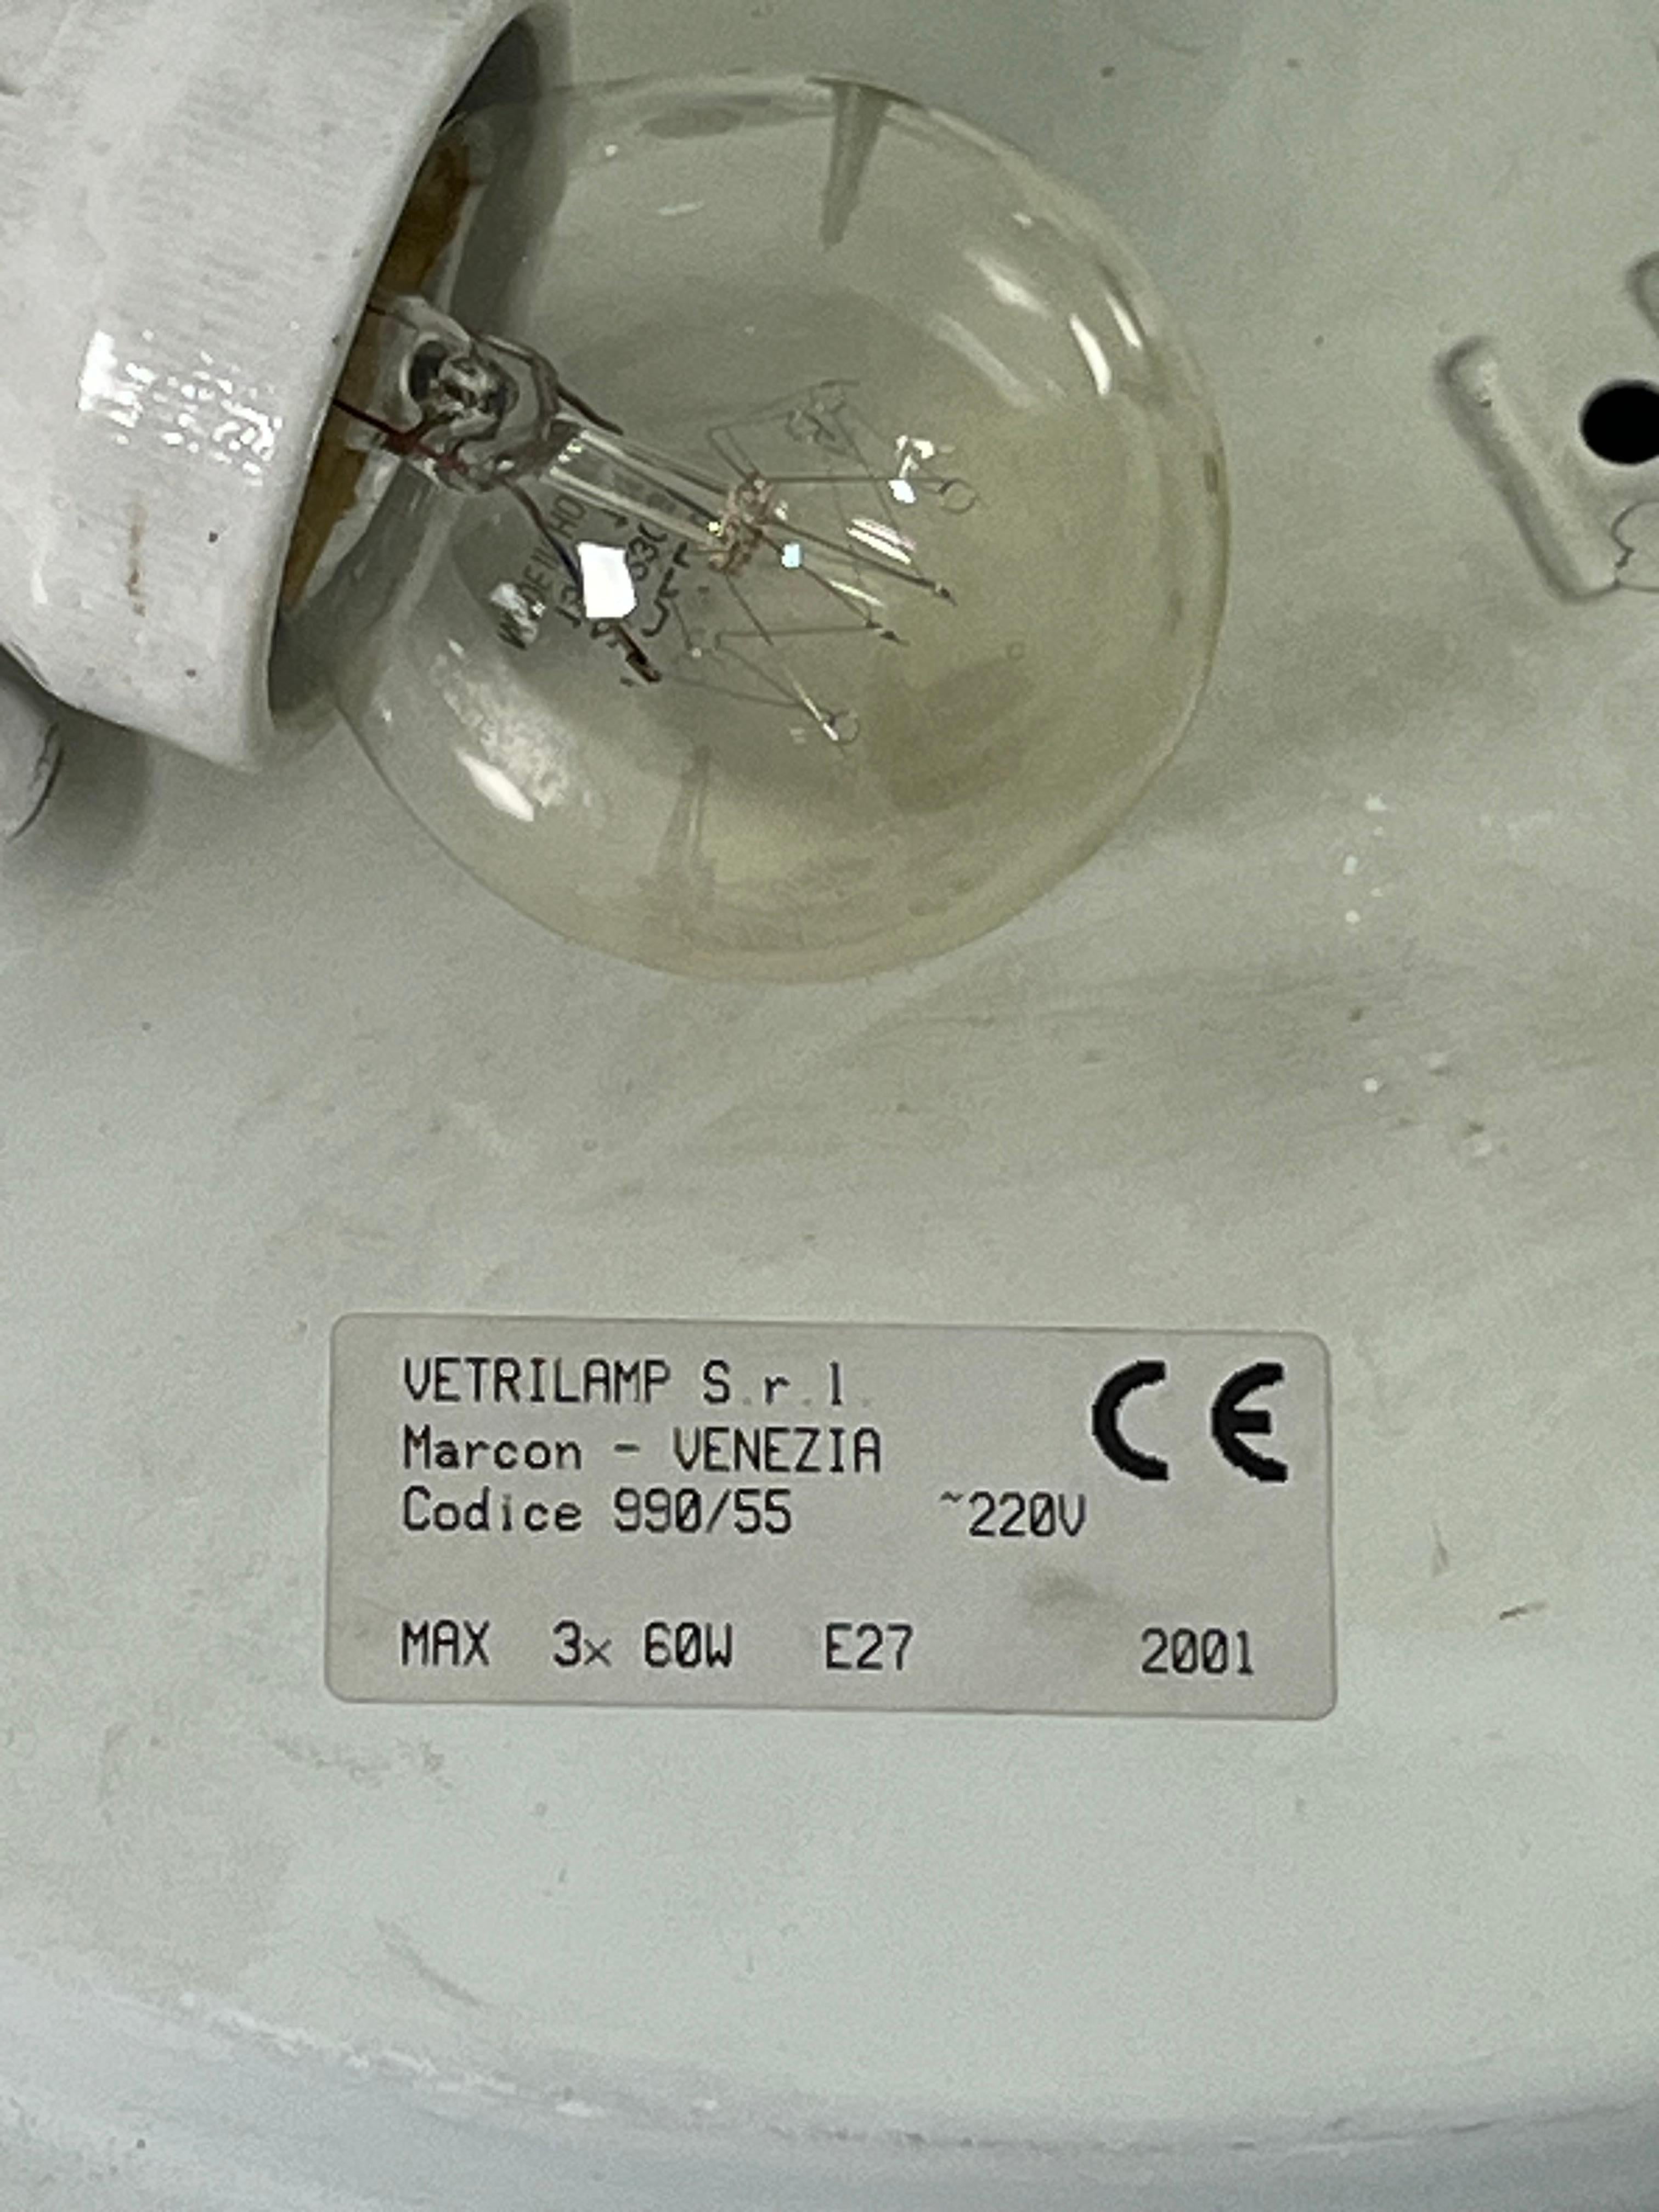 VETRILAMP S.r.l.
Marcon - VENEZIA
Codice 990/55 ~220V
CE
MAX 3x 60W E27 2001